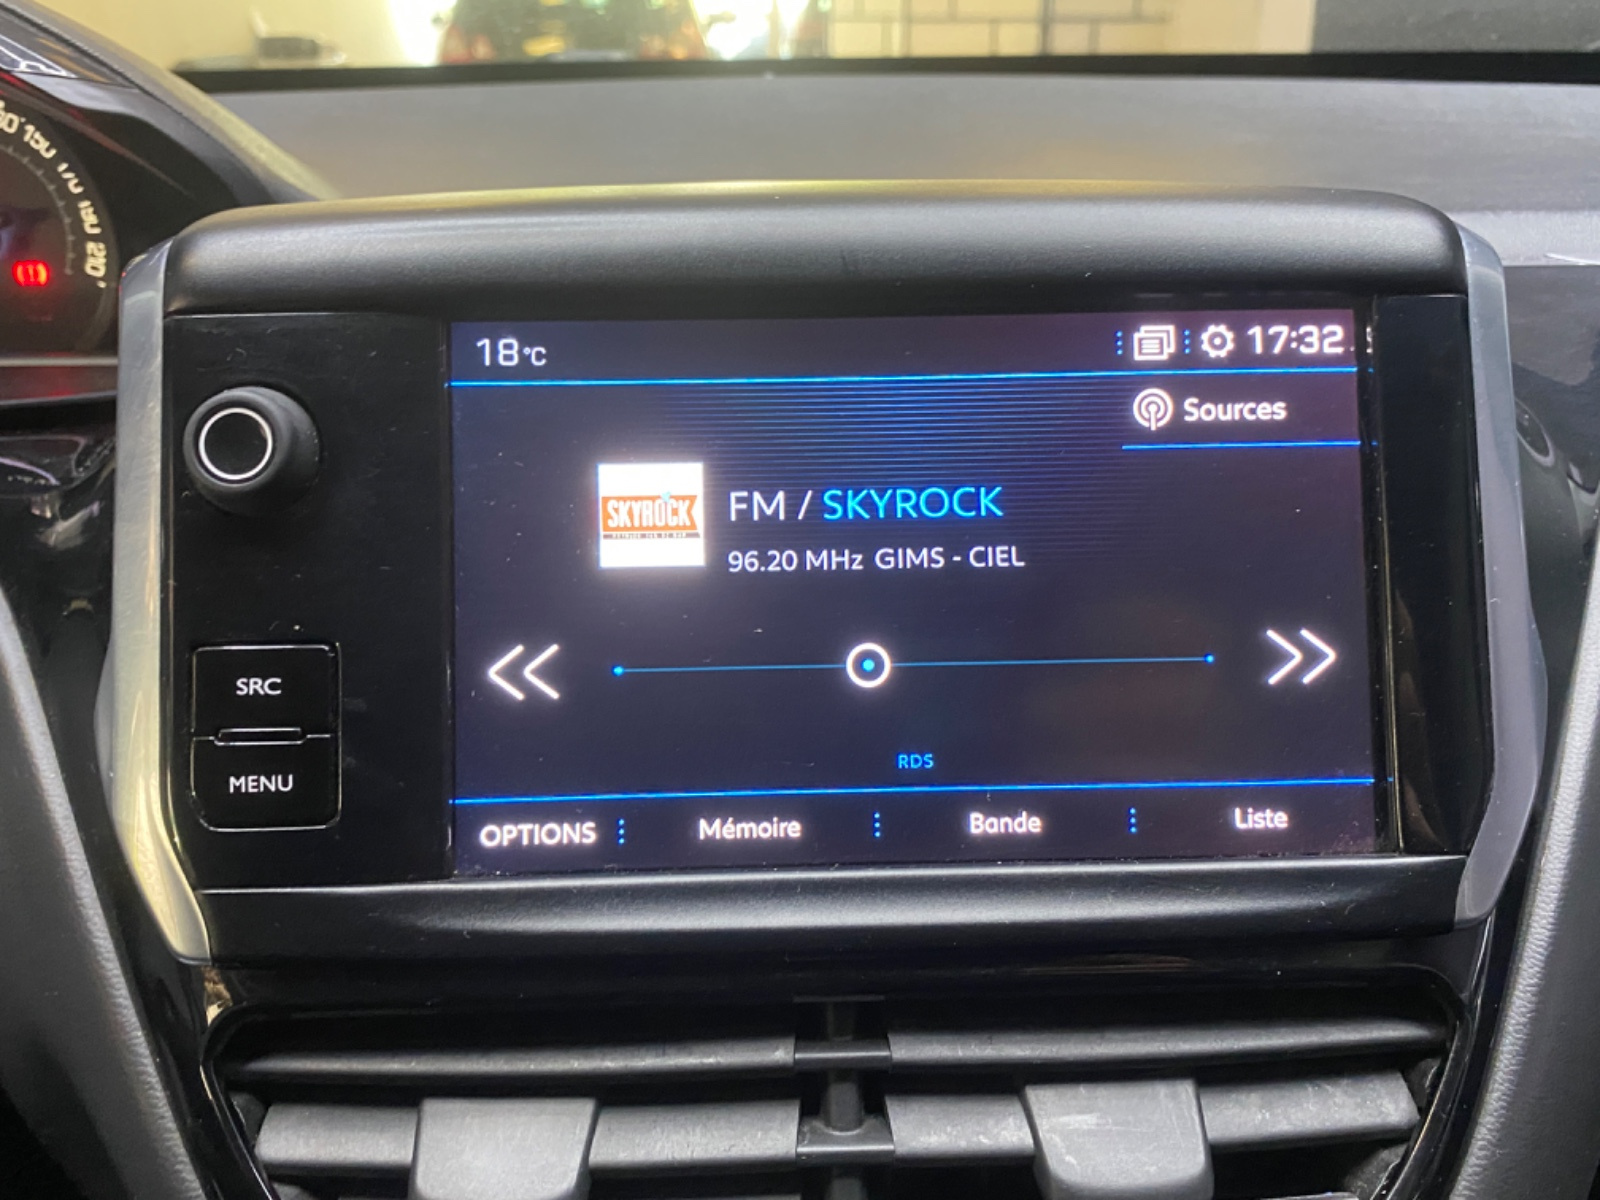 150
170
190
210
18°C
17:32
Sources
SKYROCK
FM / SKYROCK
96.20 MHz GIMS - CIEL
SRC
MENU
RDS
OPTIONS
Mémoire
Bande
Liste